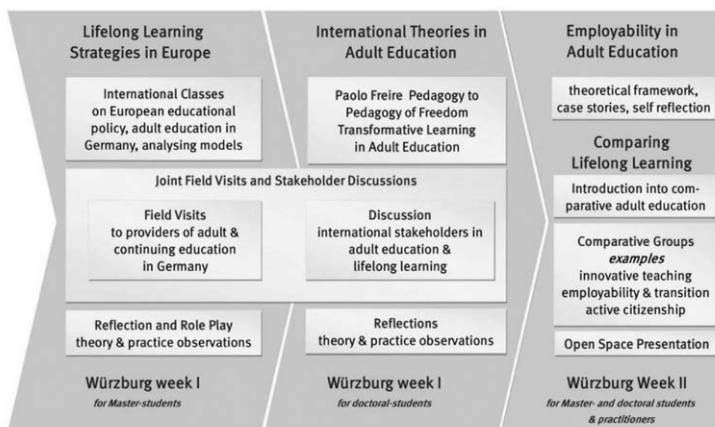 Lifelong Learning
Strategies in Europe
International Classes
on European educational
policy, adult education in
Germany, analysing models
International Theories in
Adult Education
Paolo Freire Pedagogy to
Pedagogy of Freedom
Transformative Learning
in Adult Education
Joint Field Visits and Stakeholder Discussions
Field Visits
to providers of adult &
continuing education
in Germany
Discussion
international stakeholders in
adult education &
lifelong learning
Reflection and Role Play
theory & practice observations
Reflections
theory & practice observations
Würzburg week I
for Master-students
Würzburg week I
for doctoral-students
Employability in
Adult Education
theoretical framework,
case stories, self reflection
Comparing
Lifelong Learning
Introduction into com-
parative adult education
Comparative Groups
examples
innovative teaching
employability & transition
active citizenship
Open Space Presentation
Würzburg Week II
for Master- and doctoral students
& practitioners